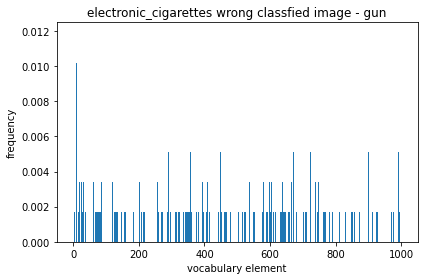 electronic_cigarettes wrong classfied image - gun
0.012
0.010
0.008
0.006
0.004
0.002
0.000
frequency
0 200 400 600 800 1000
vocabulary element